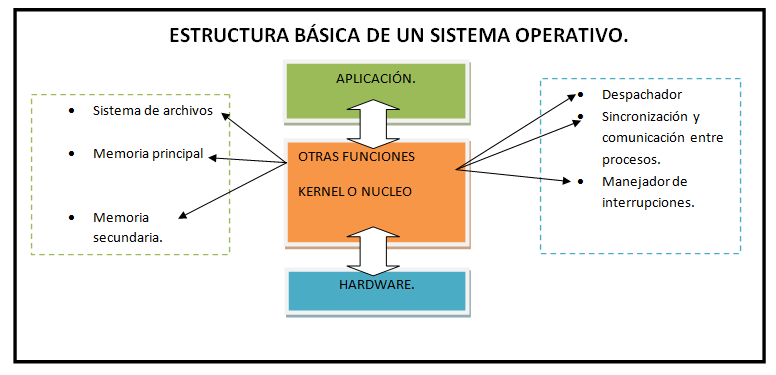 ESTRUCTURA BÁSICA DE UN SISTEMA OPERATIVO.
APLICACIÓN.
• Sistema de archivos
• Memoria principal
• Memoria
secundaria.
OTRAS FUNCIONES
KERNEL O NUCLEO
• Despachador
• Sincronización y
comunicación entre
procesos.
• Manejador de
interrupciones.
HARDWARE.